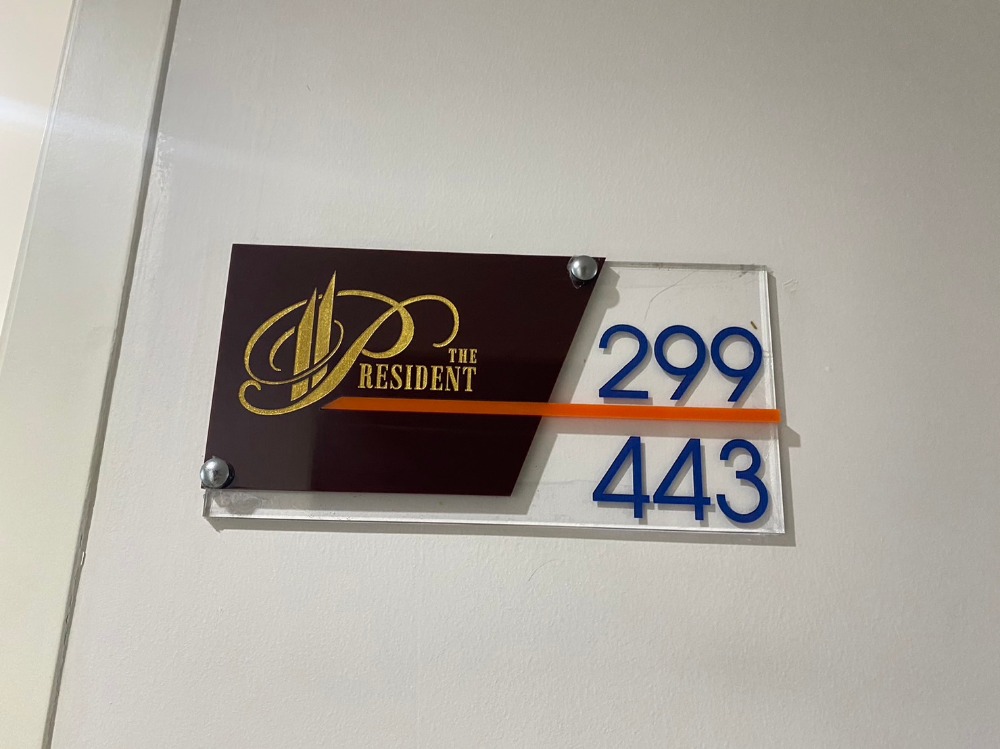 THE
PRESIDENT
299
443